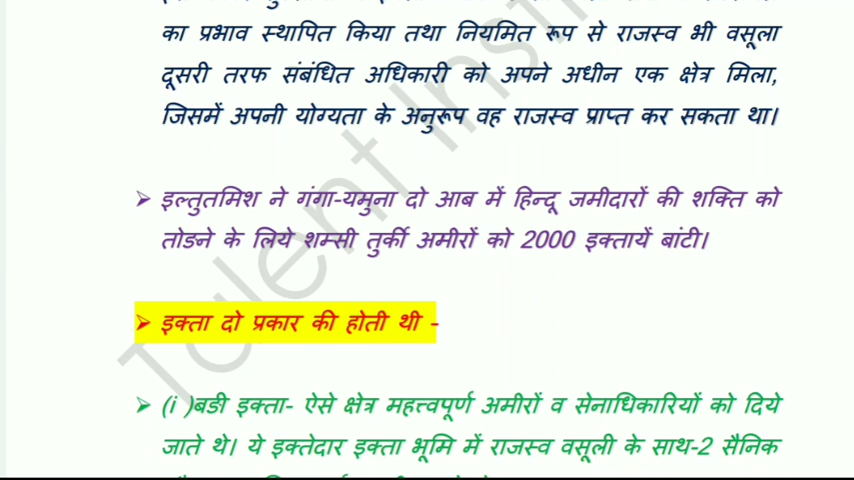 का प्रभाव स्थापित किया तथा नियमित रूप से राजस्व भी वसूला
दूसरी तरफ संबंधित अधिकारी को अपने अधीन एक क्षेत्र मिला,
जिसमें अपनी योग्यता के अनुरूप वह राजस्व प्राप्त कर सकता था।
➢ इल्तुतमिश ने गंगा-यमुना दो आब में हिन्दू जमीदारों की शक्ति को
तोडने के लिये शम्सी तुर्की अमीरों को 2000 इक्तायें बांटी।
➢ इक्ता दो प्रकार की होती थी -
➢ (i )बडी इक्ता- ऐसे क्षेत्र महत्त्वपूर्ण अमीरों व सेनाधिकारियों को दिये
जाते थे। ये इक्तेदार इक्ता भूमि में राजस्व वसूली के साथ-2 सैनिक
Talent Insti